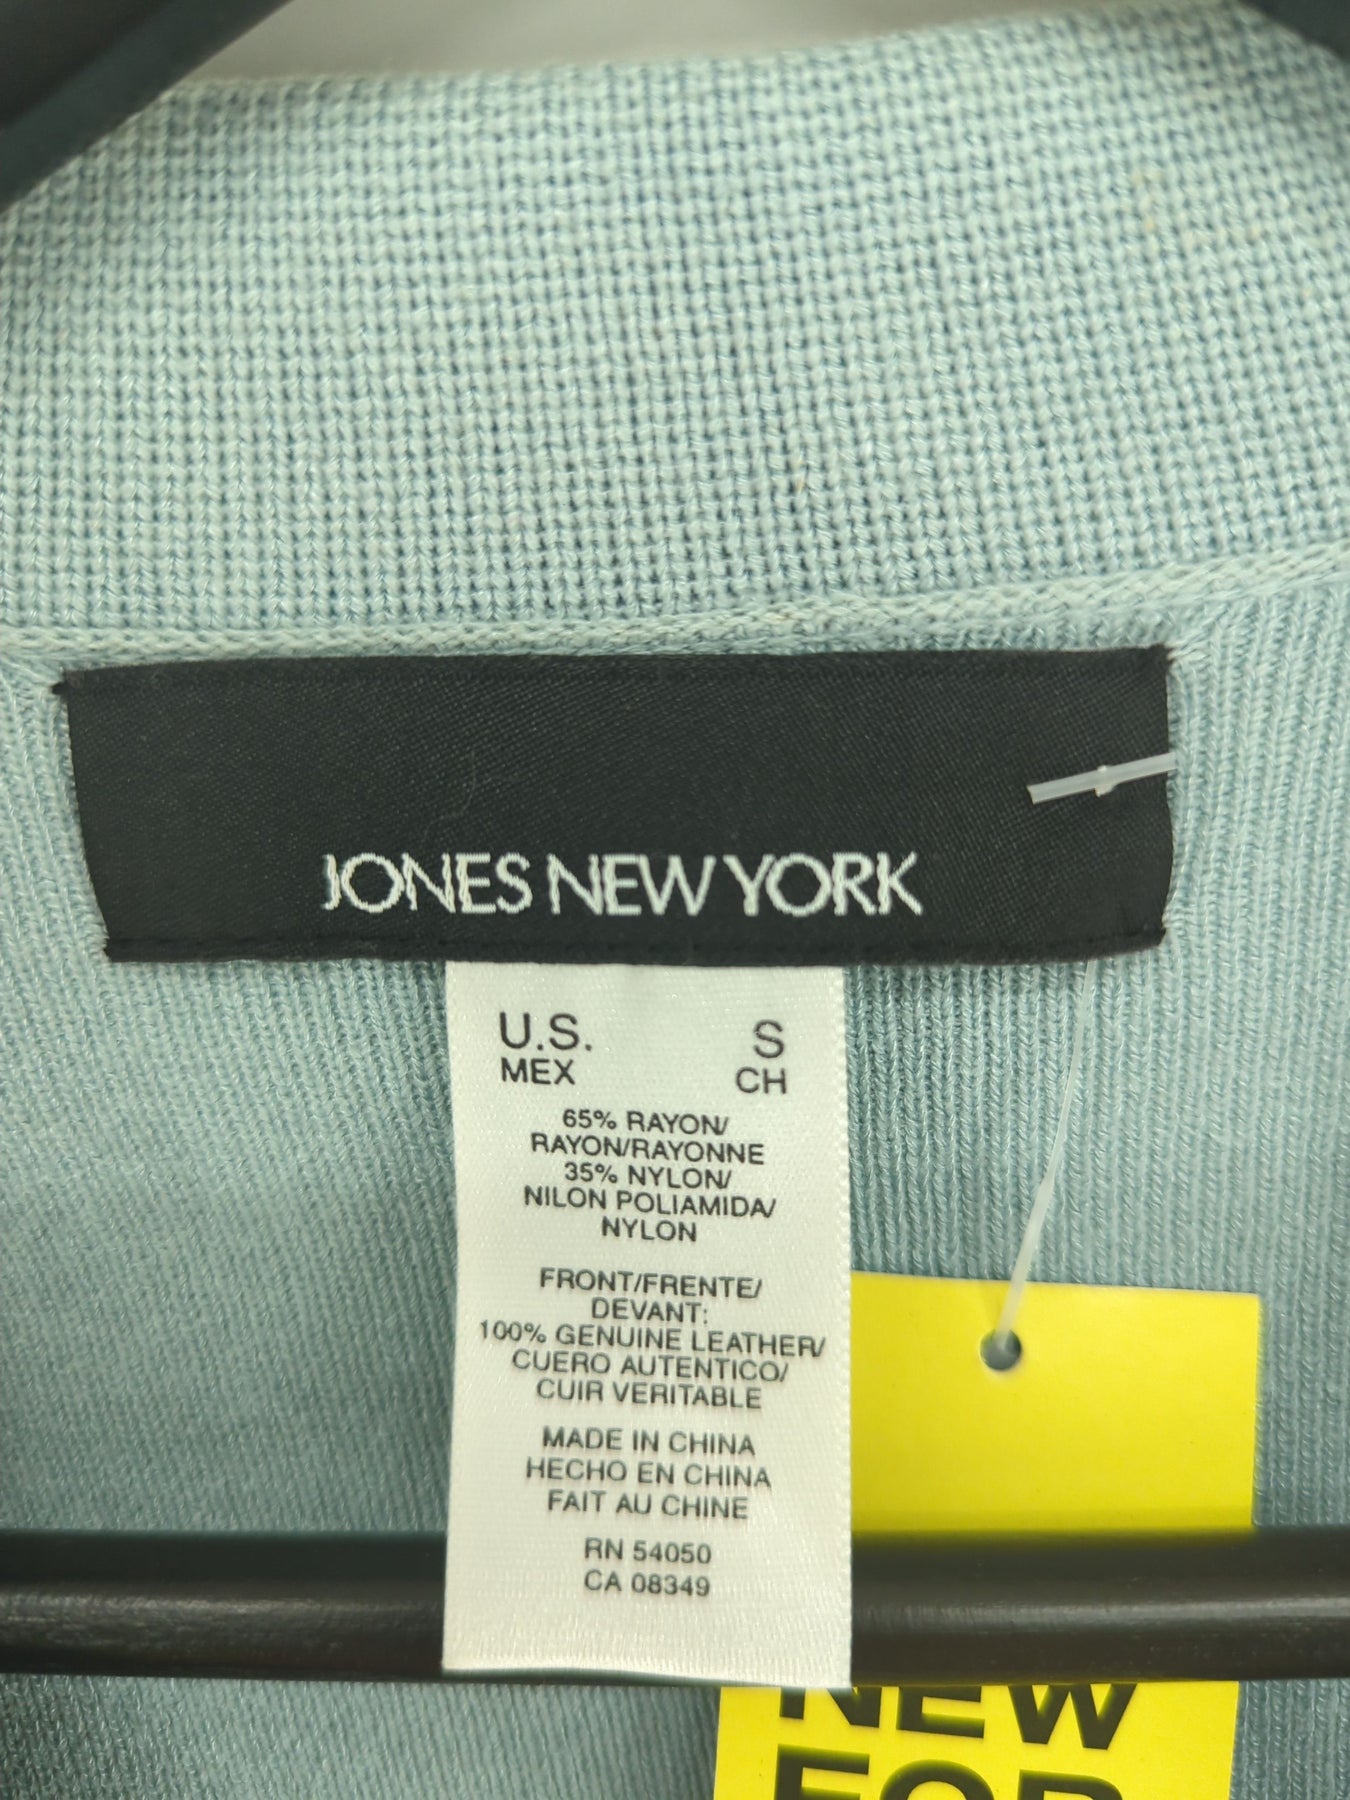 JONES NEW YORK
U.S. S
MEX CH
65% RAYON/
RAYON/RAYONNE
35% NYLON/
NILON POLIAMIDA/
NYLON
FRONT/FRENTE/
DEVANT:
100% GENUINE LEATHER/
CUERO AUTENTICO/
CUIR VERITABLE
MADE IN CHINA
HECHO EN CHINA
FAIT AU CHINE
RN 54050
CA 08349
NEW
FOR